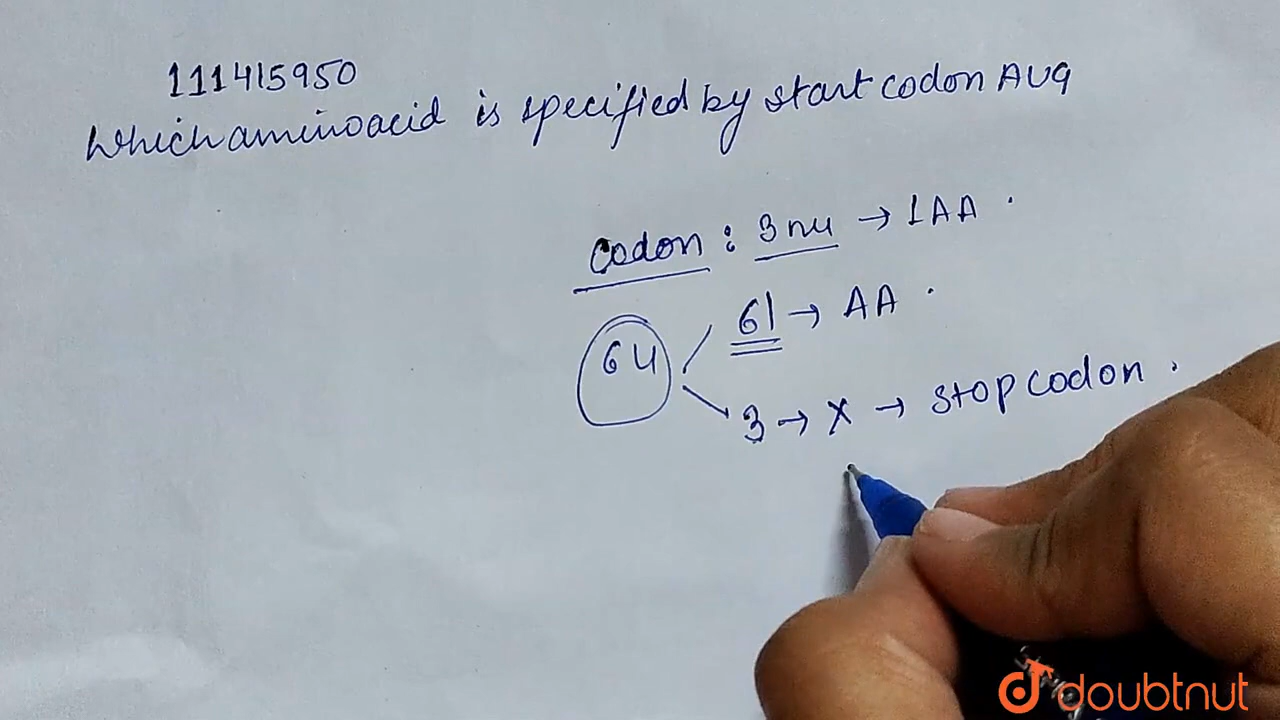 111415950
Which aminoacid is specified by start codon AUG
codon : 3 nu → 1 AA .
61 → AA .
64
3 → X → stop codon .
doubtnut